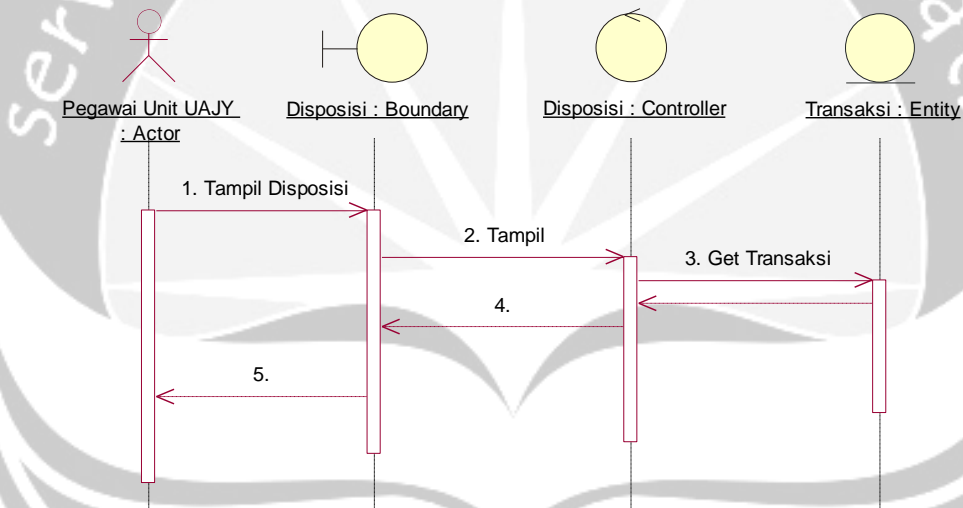 Pegawai Unit UAJY
: Actor
Disposisi : Boundary
Disposisi : Controller
Transaksi : Entity
1. Tampil Disposisi
2. Tampil
3. Get Transaksi
4.
5.